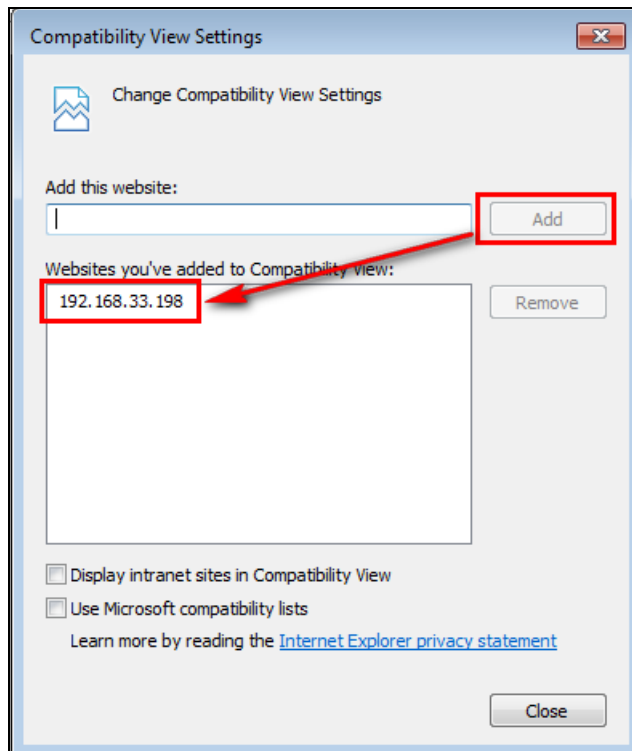 Compatibility View Settings
Change Compatibility View Settings
Add this website:
Add
Websites you've added to Compatibility View:
192.168.33.198
Remove
Display intranet sites in Compatibility View
Use Microsoft compatibility lists
Learn more by reading the Internet Explorer privacy statement
Close